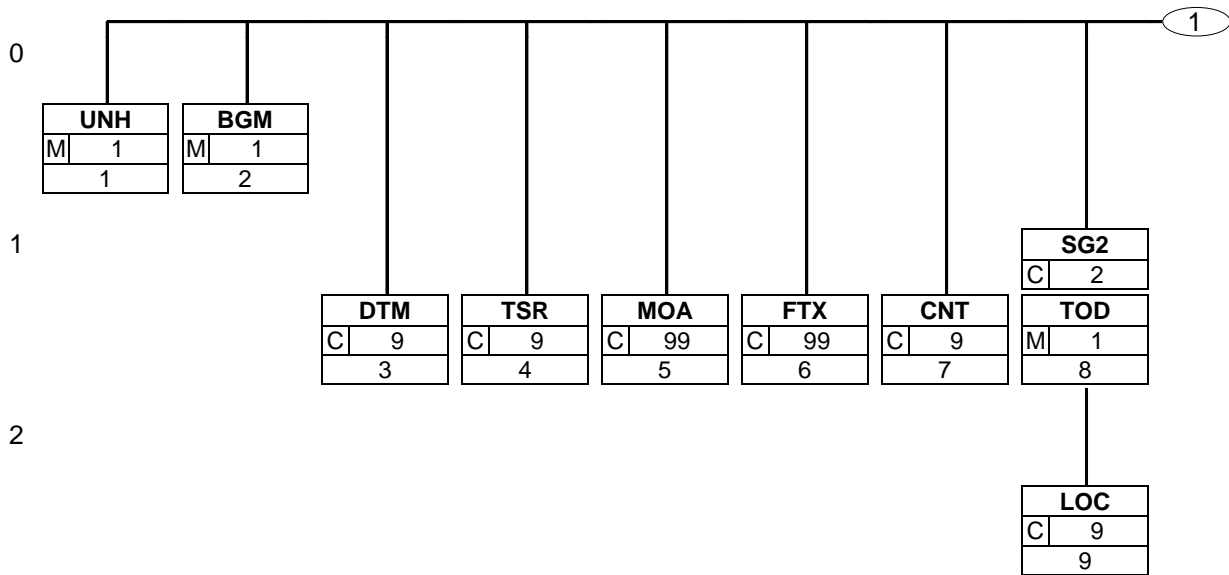 1
0
UNH BGM
M 1 M 1
1 2
1
SG2
C 2
DTM TSR MOA FTX CNT TOD
C 9 C 9 C 99 C 99 C 9 M 1
3 4 5 6 7 8
2
LOC
C 9
9